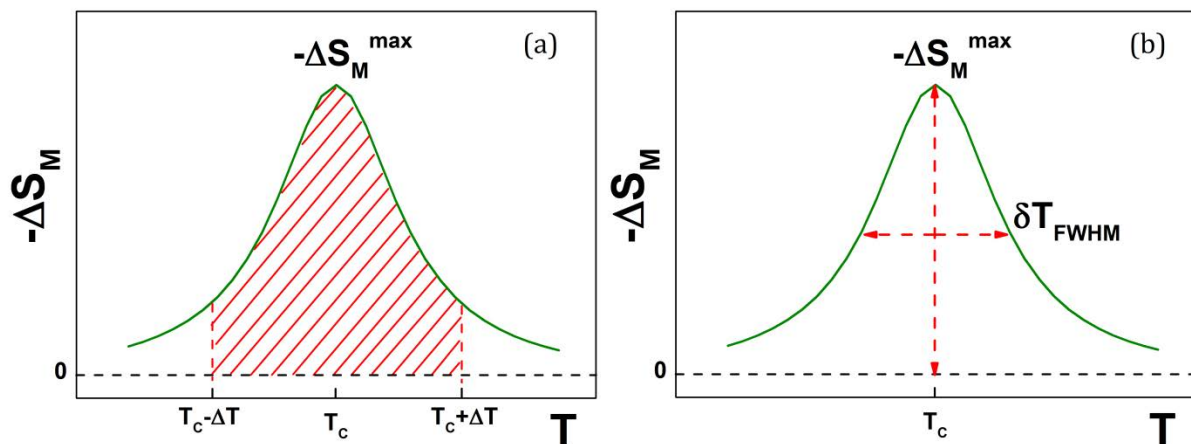 (a)
-ΔS_M^max
-ΔS_M
0
T_C-ΔT
T_C
T_C+ΔT
T
(b)
-ΔS_M^max
-ΔS_M
δT_FWHM
0
T_C
T